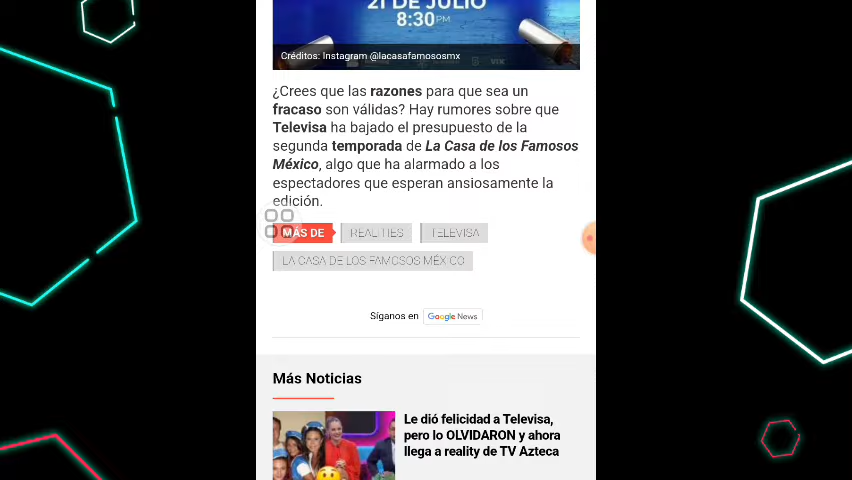 21 DE JULIO
8:30PM
Créditos: Instagram @lacasafamososmx
VIX
¿Crees que las razones para que sea un
fracaso son válidas? Hay rumores sobre que
Televisa ha bajado el presupuesto de la
segunda temporada de La Casa de los Famosos
México, algo que ha alarmado a los
espectadores que esperan ansiosamente la
edición.
MÁS DE REALITIES TELEVISA
LA CASA DE LOS FAMOSOS MÉXICO
Síganos en Google News
Más Noticias
Le dió felicidad a Televisa,
pero lo OLVIDARON y ahora
llega a reality de TV Azteca